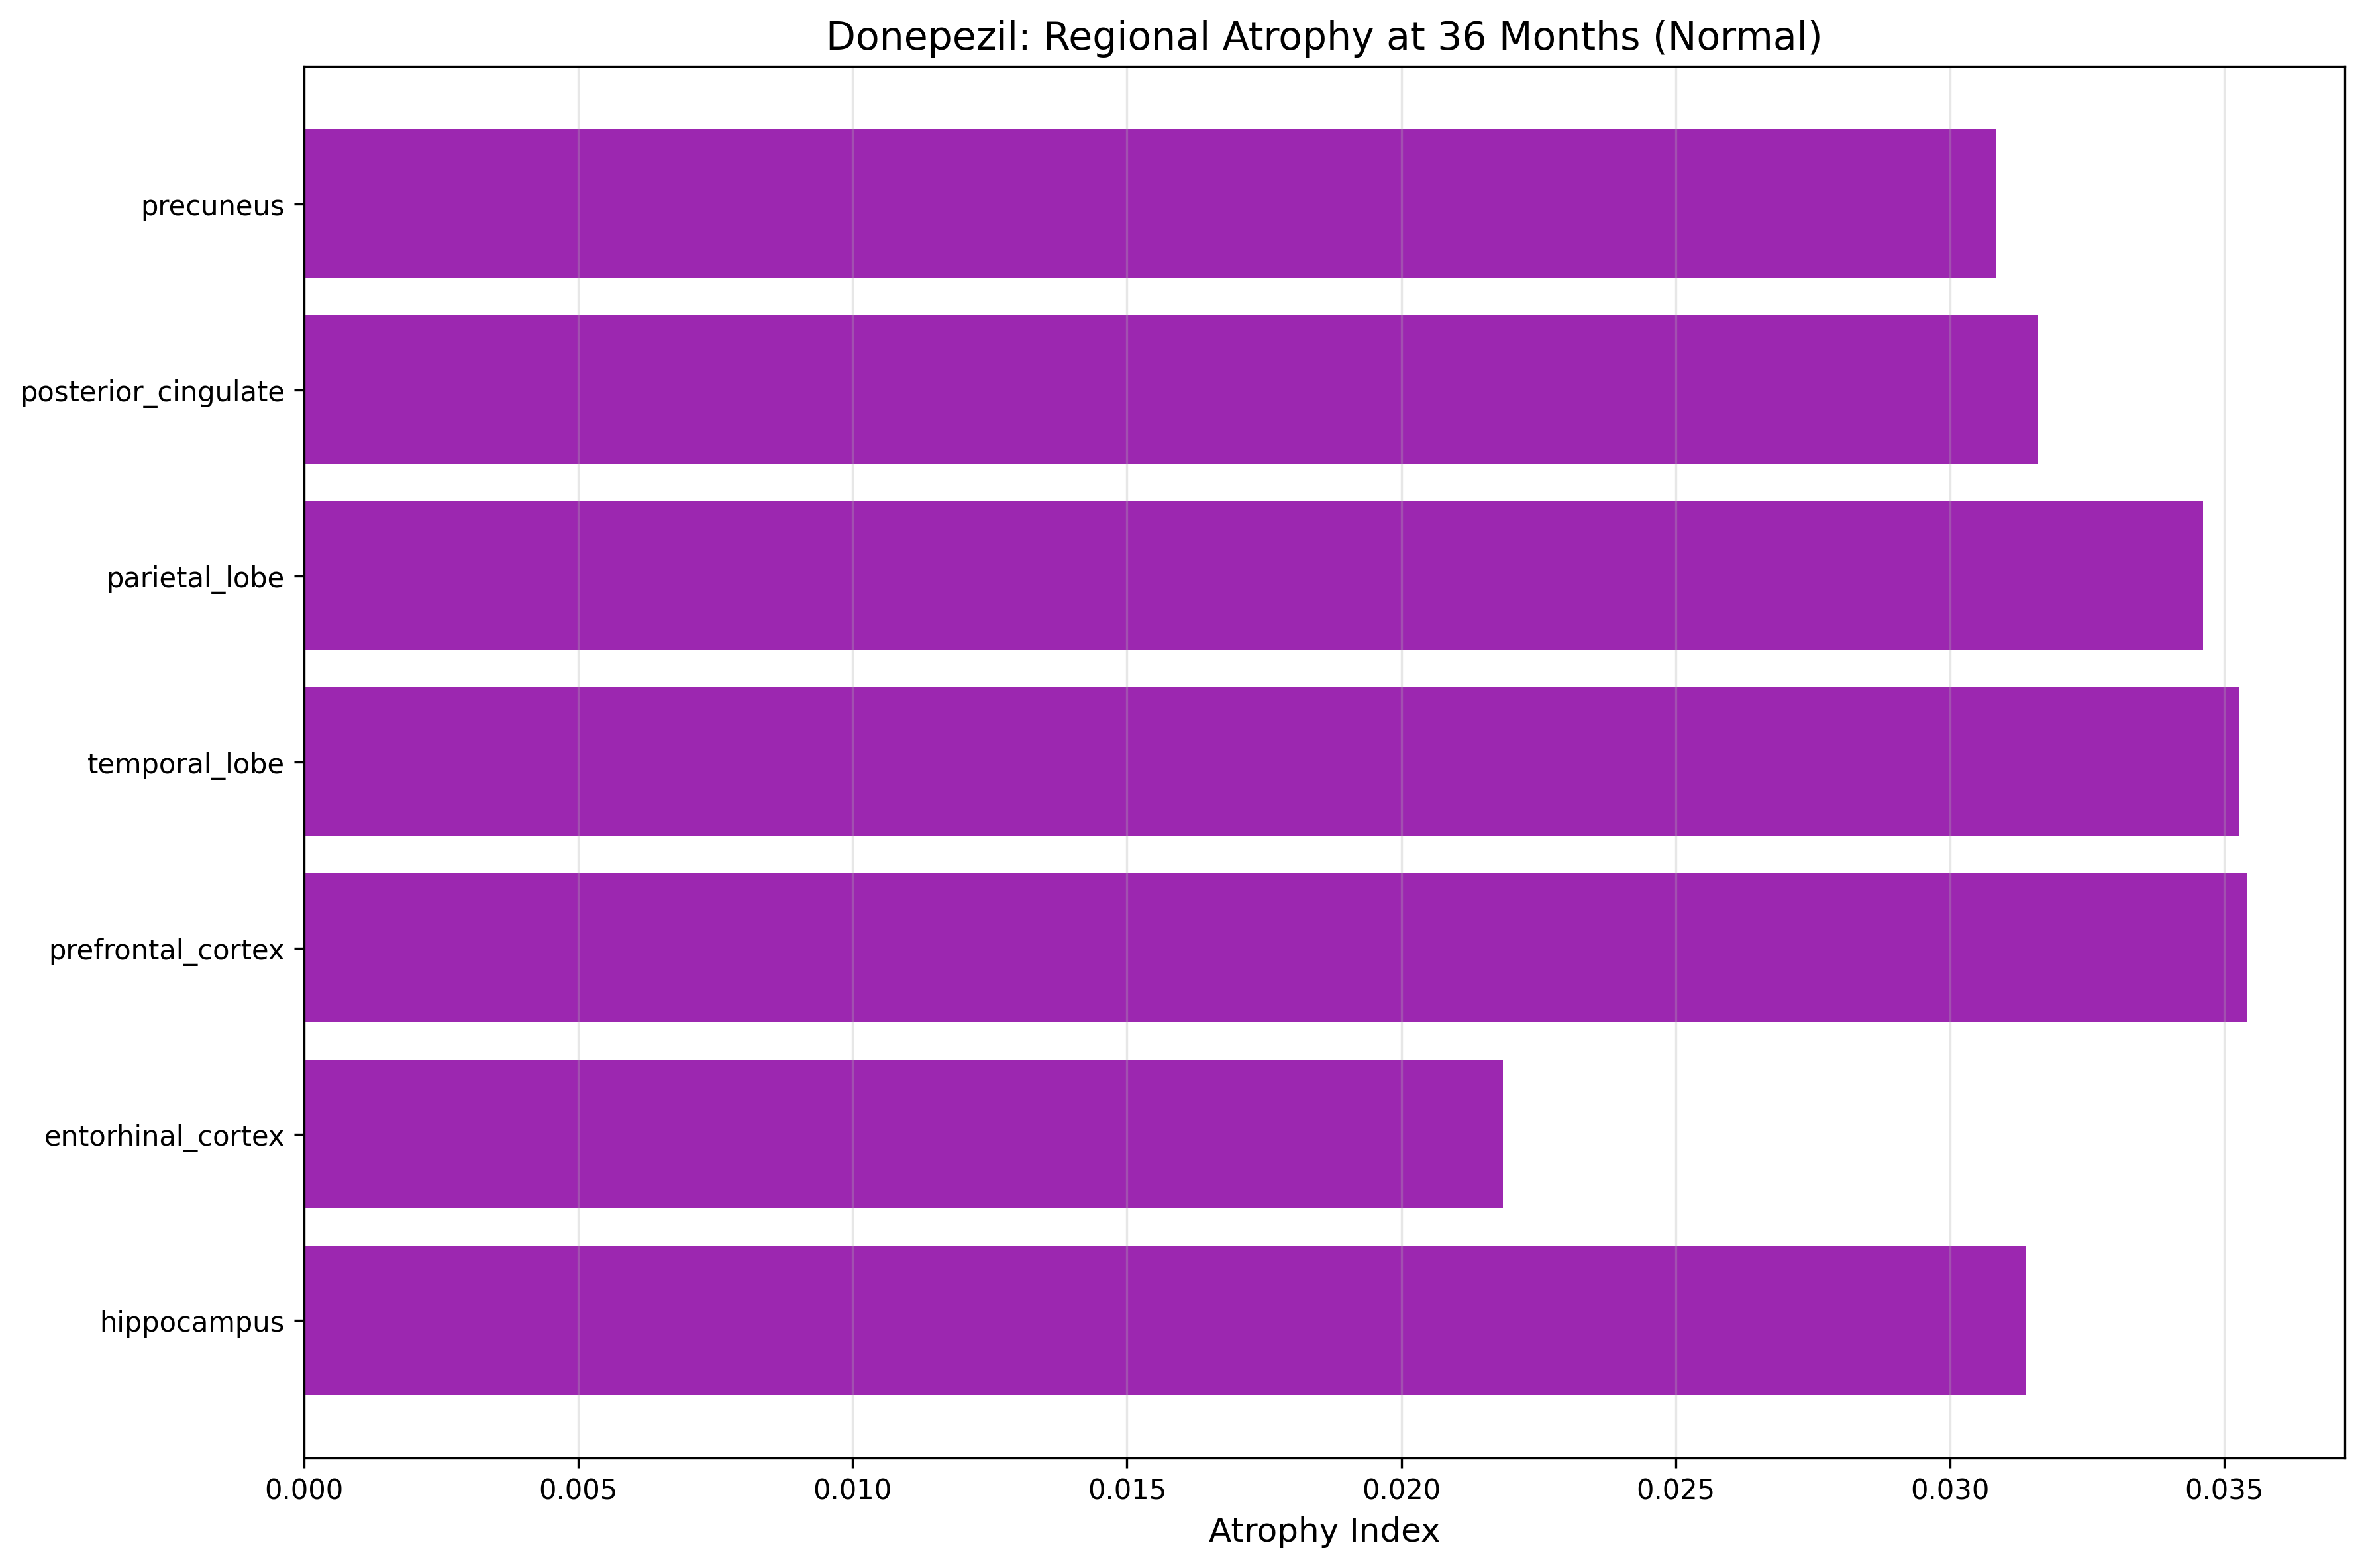 Donepezil: Regional Atrophy at 36 Months (Normal)
precuneus
posterior_cingulate
parietal_lobe
temporal_lobe
prefrontal_cortex
entorhinal_cortex
hippocampus
0.000 0.005 0.010 0.015 0.020 0.025 0.030 0.035
Atrophy Index